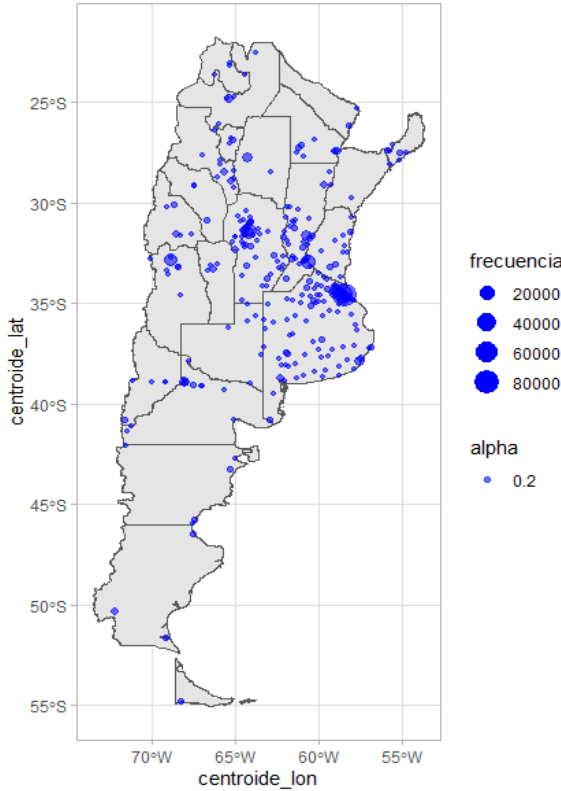 25°S
30°S
35°S
40°S
45°S
50°S
55°S
centroide_lat
70°W
65°W
60°W
55°W
centroide_lon
frecuencia
20000
40000
60000
80000
alpha
0.2